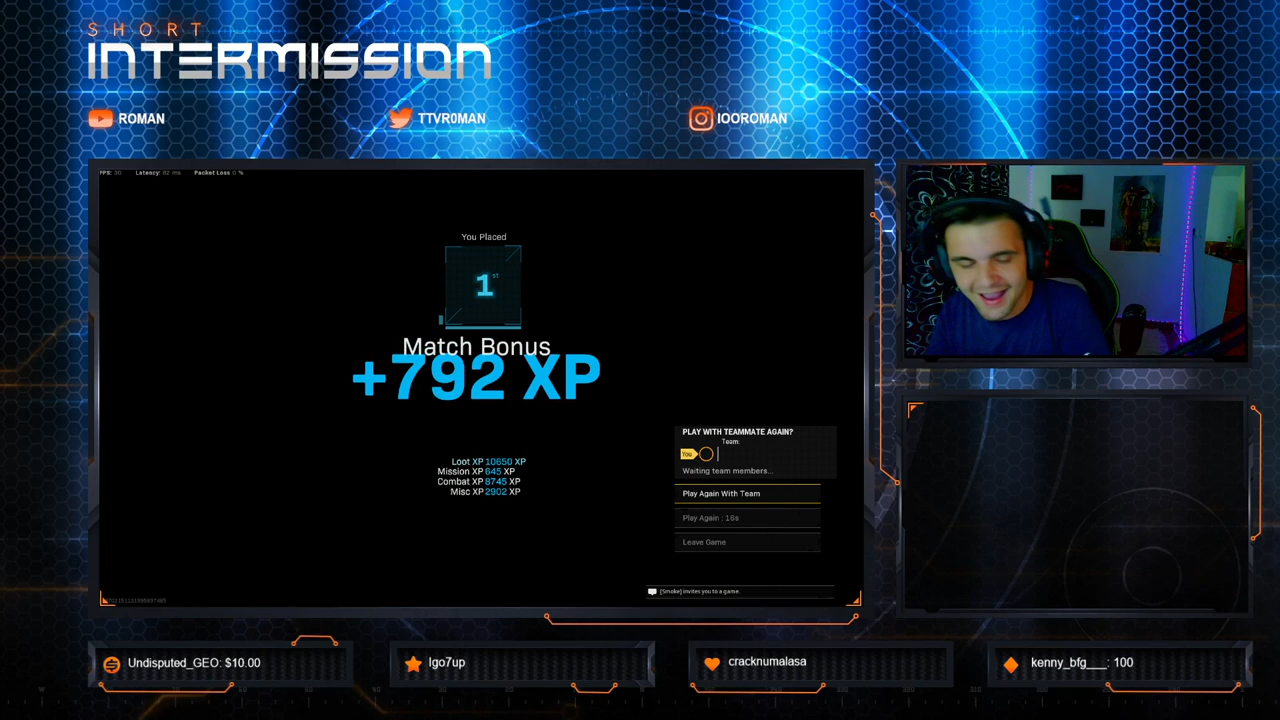 SHORT
INTERMISSION
ROMAN
TTVR0MAN
IOOROMAN
FPS: 30 Latency: 62 ms Packet Loss 0 %
You Placed
1st
Match Bonus
+792 XP
Loot XP 10650 XP
Mission XP 645 XP
Combat XP 8745 XP
Misc XP 2902 XP
PLAY WITH TEAMMATE AGAIN?
Team:
You
Waiting team members...
Play Again With Team
Play Again : 16s
Leave Game
[Smoke] invites you to a game.
Undisputed_GEO: $10.00
lgo7up
cracknumalasa
kenny_bfg___: 100